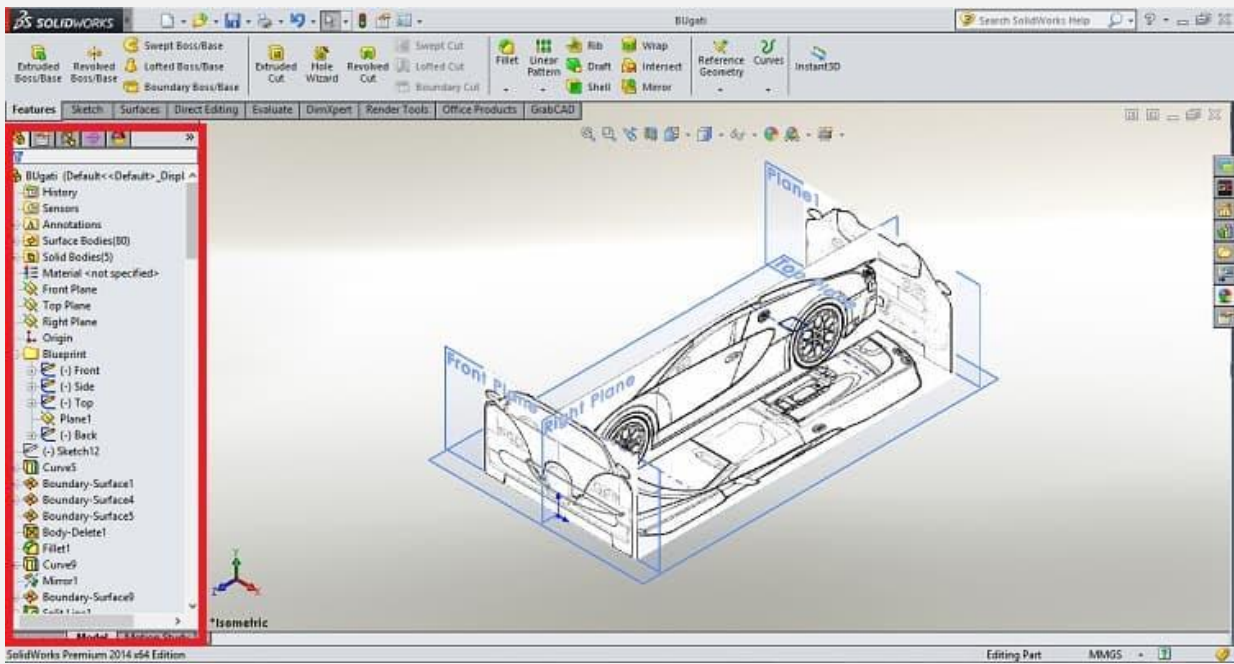 SOLIDWORKS
BUgati
Search SolidWorks Help
Extruded Boss/Base
Revolved Boss/Base
Swept Boss/Base
Lofted Boss/Base
Boundary Boss/Base
Extruded Cut
Hole Wizard
Revolved Cut
Swept Cut
Lofted Cut
Boundary Cut
Fillet
Linear Pattern
Rib
Draft
Shell
Wrap
Intersect
Mirror
Reference Geometry
Curves
Instant3D
Features Sketch Surfaces Direct Editing Evaluate DimXpert Render Tools Office Products GrabCAD
BUgati (Default<<Default>_Displ
History
Sensors
Annotations
Surface Bodies(80)
Solid Bodies(5)
Material <not specified>
Front Plane
Top Plane
Right Plane
Origin
Blueprint
(-) Front
(-) Side
(-) Top
Plane1
(-) Back
(-) Sketch12
Curve5
Boundary-Surface1
Boundary-Surface4
Boundary-Surface5
Body-Delete1
Fillet1
Curve9
Mirror1
Boundary-Surface9
Split Line1
Plane1
Top Plane
Front Plane
Right Plane
*Isometric
Model Motion Study
SolidWorks Premium 2014 x64 Edition
Editing Part
MMGS